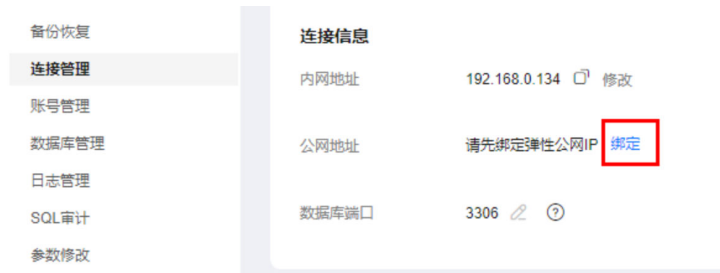 备份恢复
连接管理
账号管理
数据库管理
日志管理
SQL审计
参数修改
连接信息
内网地址 192.168.0.134 修改
公网地址 请先绑定弹性公网IP 绑定
数据库端口 3306